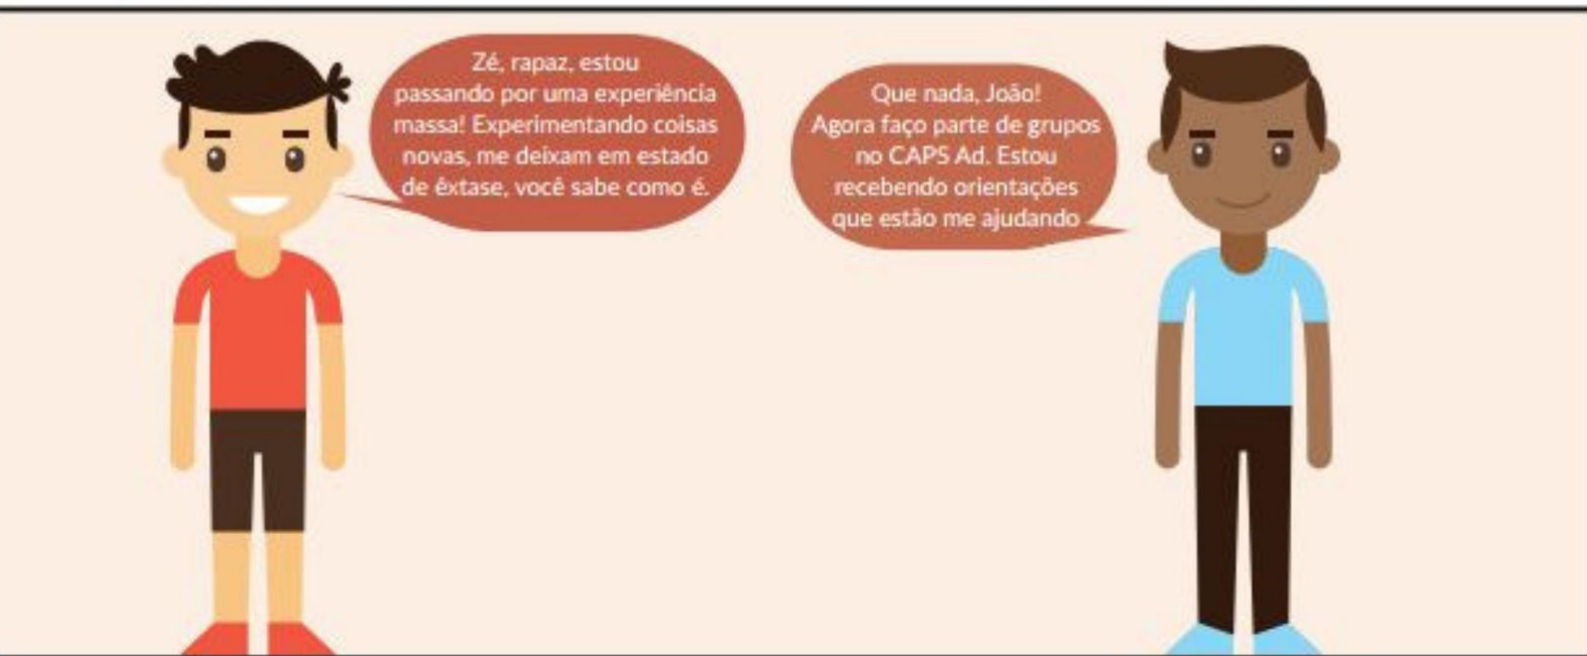 Zé, rapaz, estou
passando por uma experiência
massa! Experimentando coisas
novas, me deixam em estado
de êxtase, você sabe como é.
Que nada, João!
Agora faço parte de grupos
no CAPS Ad. Estou
recebendo orientações
que estão me ajudando